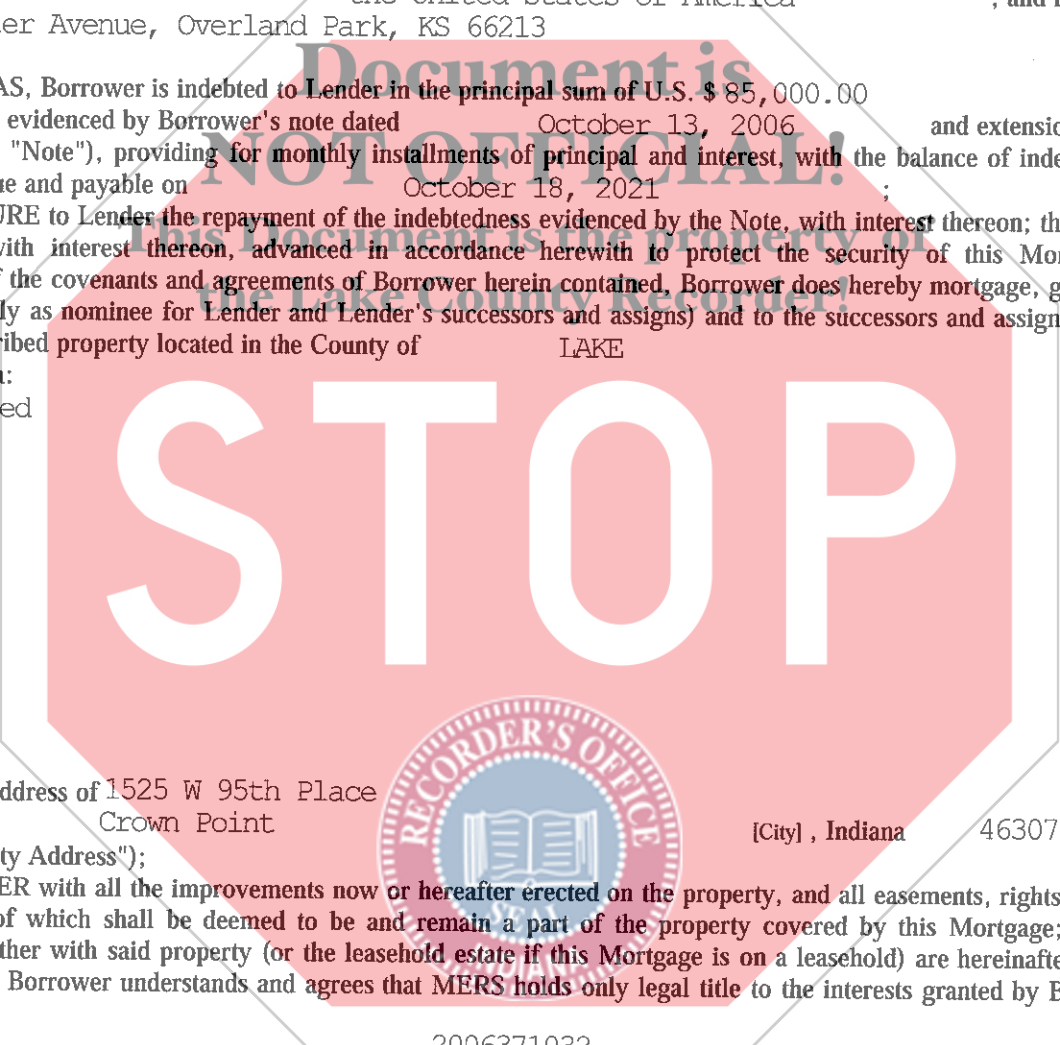 the United States of America , and
er Avenue, Overland Park, KS 66213
Document is
AS, Borrower is indebted to Lender in the principal sum of U.S. $ 85,000.00
evidenced by Borrower's note dated October 13, 2006 and extensio
NOT OFFICIAL!
"Note"), providing for monthly installments of principal and interest, with the balance of inde
e and payable on October 18, 2021 ;
URE to Lender the repayment of the indebtedness evidenced by the Note, with interest thereon; th
This Document is the property of
with interest thereon, advanced in accordance herewith to protect the security of this Mor
f the covenants and agreements of Borrower herein contained, Borrower does hereby mortgage, g
the Lake County Recorder!
ly as nominee for Lender and Lender's successors and assigns) and to the successors and assign
ribed property located in the County of LAKE
a:
ed
STOP
RECORDER'S OFFICE
ddress of 1525 W 95th Place
Crown Point [City] , Indiana 46307
ty Address");
ER with all the improvements now or hereafter erected on the property, and all easements, rights
SEAL
of which shall be deemed to be and remain a part of the property covered by this Mortgage;
ther with said property (or the leasehold estate if this Mortgage is on a leasehold) are hereinafte
INDIANA
Borrower understands and agrees that MERS holds only legal title to the interests granted by B
2006371032